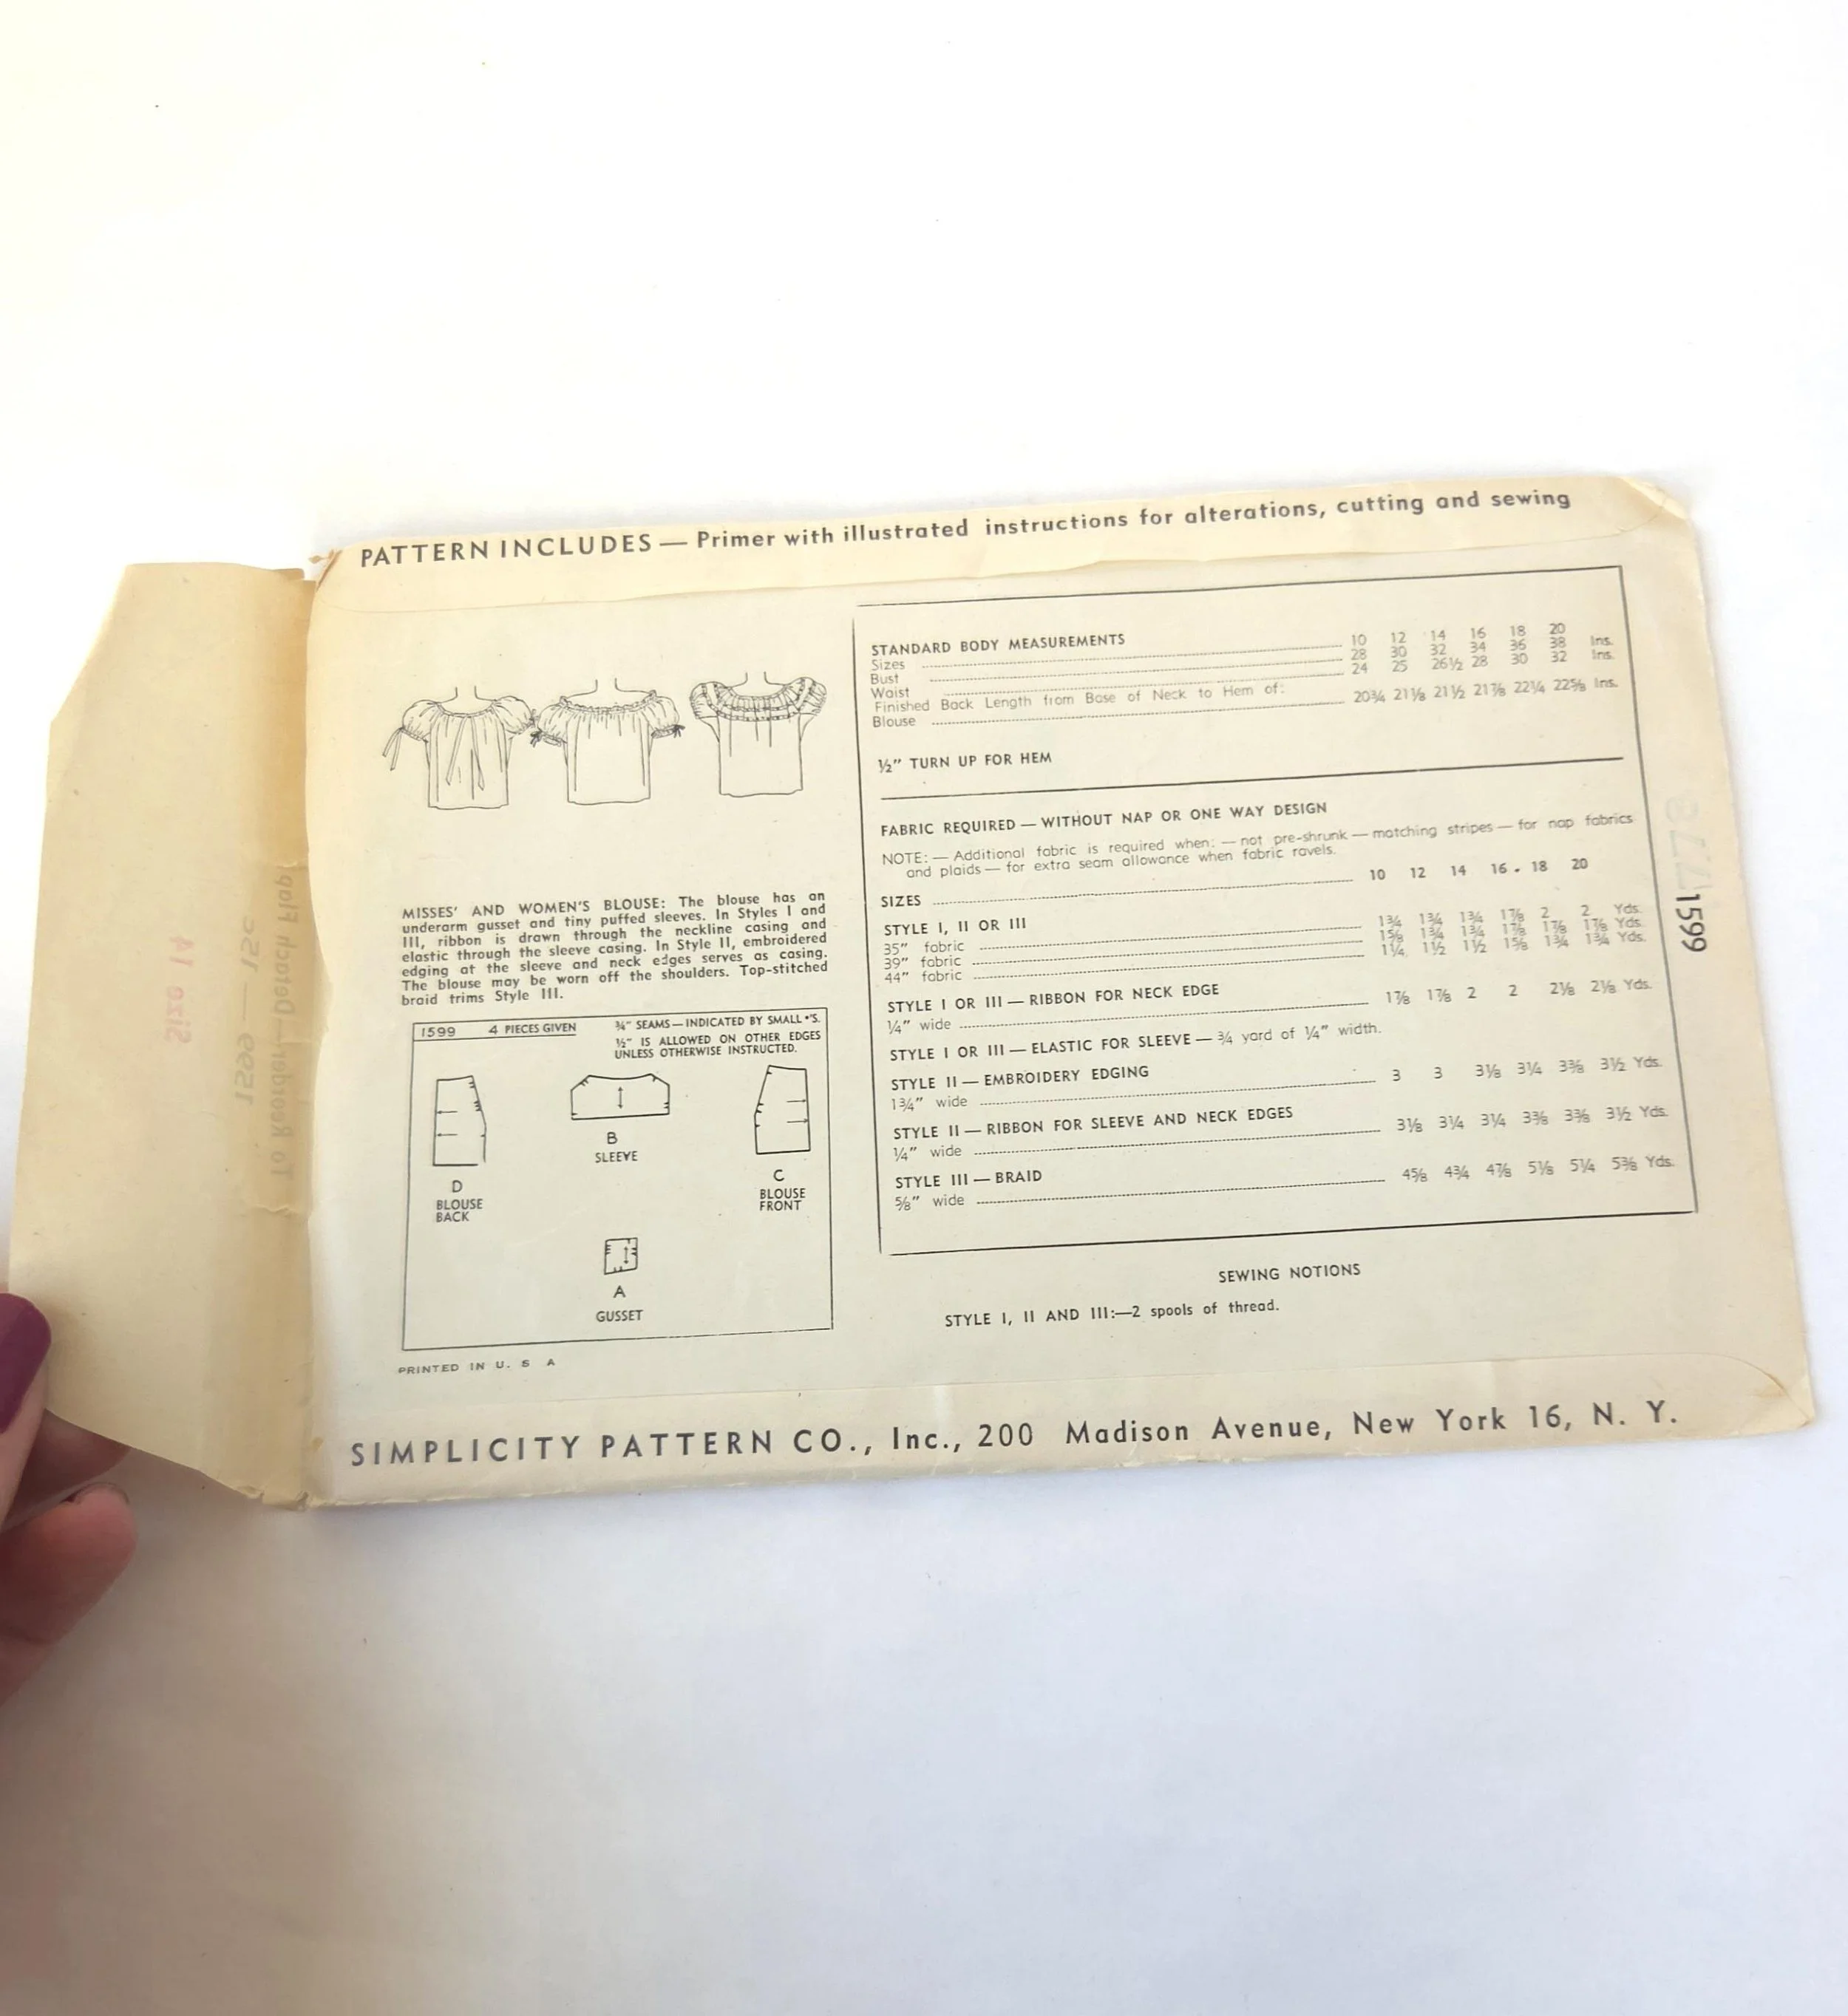 PATTERN INCLUDES — Primer with illustrated instructions for alterations, cutting and sewing
MISSES' AND WOMEN'S BLOUSE: The blouse has an
underarm gusset and tiny puffed sleeves. In Styles I and
III, ribbon is drawn through the neckline casing and
elastic through the sleeve casing. In Style II, embroidered
edging at the sleeve and neck edges serves as casing.
The blouse may be worn off the shoulders. Top-stitched
braid trims Style III.
1599 4 PIECES GIVEN
¾" SEAMS — INDICATED BY SMALL •'S.
½" IS ALLOWED ON OTHER EDGES
UNLESS OTHERWISE INSTRUCTED.
D
BLOUSE
BACK
B
SLEEVE
C
BLOUSE
FRONT
A
GUSSET
PRINTED IN U. S A
STANDARD BODY MEASUREMENTS
Sizes 10 12 14 16 18 20
Bust 28 30 32 34 36 38 Ins.
Waist 24 25 26½ 28 30 32 Ins.
Finished Back Length from Base of Neck to Hem of:
Blouse 20¾ 21⅛ 21½ 21⅞ 22¼ 22⅝ Ins.
½" TURN UP FOR HEM
FABRIC REQUIRED — WITHOUT NAP OR ONE WAY DESIGN
NOTE: — Additional fabric is required when: — not pre-shrunk — matching stripes — for nap fabrics
and plaids — for extra seam allowance when fabric ravels.
SIZES 10 12 14 16 18 20
STYLE I, II OR III
35" fabric 1¾ 1¾ 1¾ 1⅞ 2 2 Yds.
39" fabric 1⅝ 1¾ 1¾ 1⅞ 1⅞ 1⅞ Yds.
44" fabric 1¼ 1½ 1½ 1⅝ 1¾ 1¾ Yds.
STYLE I OR III — RIBBON FOR NECK EDGE
¼" wide 1⅞ 1⅞ 2 2 2⅛ 2⅛ Yds.
STYLE I OR III — ELASTIC FOR SLEEVE — ¾ yard of ¼" width.
STYLE II — EMBROIDERY EDGING
1¾" wide 3 3 3⅛ 3¼ 3⅜ 3½ Yds.
STYLE II — RIBBON FOR SLEEVE AND NECK EDGES
¼" wide 3⅛ 3¼ 3¼ 3⅜ 3⅜ 3½ Yds.
STYLE III — BRAID
⅝" wide 4⅝ 4¾ 4⅞ 5⅛ 5¼ 5⅜ Yds.
SEWING NOTIONS
STYLE I, II AND III:—2 spools of thread.
SIMPLICITY PATTERN CO., Inc., 200 Madison Avenue, New York 16, N. Y.
1599
To Reorder—Detach Flap
1599 — 15c
Size 14